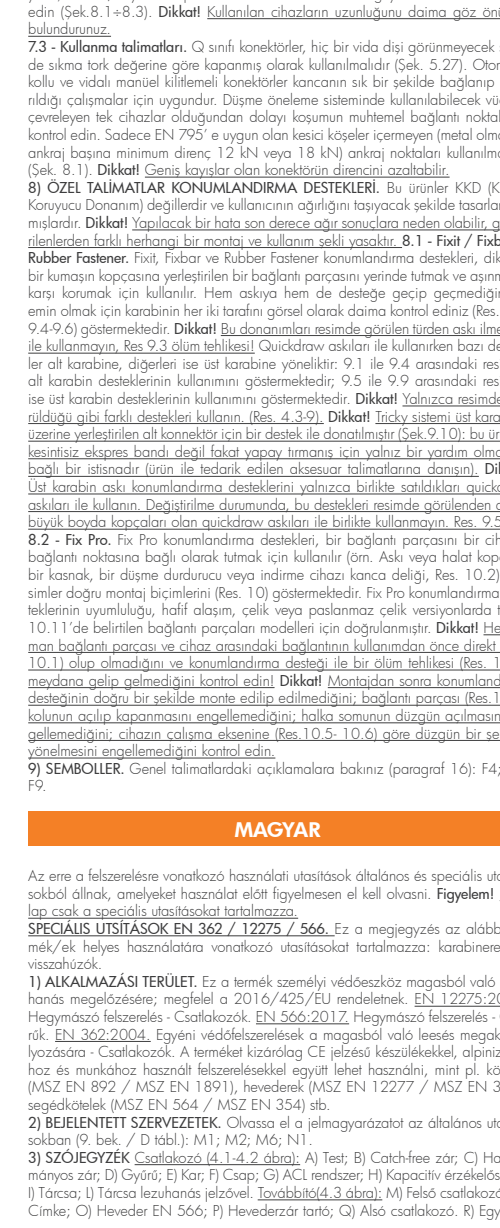 edin (Şek.8.1÷8.3). Dikkat! Kullanılan cihazların uzunluğunu daima göz önü
bulundurunuz.
7.3 - Kullanma talimatları. Q sınıfı konektörler, hiç bir vida dişi görünmeyecek
de sıkma tork değerine göre kapanmış olarak kullanılmalıdır (Şek. 5.27). Oto
kollu ve vidalı manüel kilitlemeli konektörler kancanın sık bir şekilde bağlanıp
rıldığı çalışmalar için uygundur. Düşme öneleme sisteminde kullanılabilecek vü
çevreleyen tek cihazlar olduğundan dolayı koşumun muhtemel bağlantı noktal
kontrol edin. Sadece EN 795’ e uygun olan kesici köşeler içermeyen (metal olm
ankraj başına minimum direnç 12 kN veya 18 kN) ankraj noktaları kullanılm
(Şek. 8.1). Dikkat! Geniş kayışlar olan konektörün direncini azaltabilir.
8) ÖZEL TALİMATLAR KONUMLANDIRMA DESTEKLERİ. Bu ürünler KKD (K
Koruyucu Donanım) değillerdir ve kullanıcının ağırlığını taşıyacak şekilde tasarla
mışlardır. Dikkat! Yapılacak bir hata son derece ağır sonuçlara neden olabilir, g
rilenlerden farklı herhangi bir montaj ve kullanım şekli yasaktır. 8.1 - Fixit / Fixb
Rubber Fastener. Fixit, Fixbar ve Rubber Fastener konumlandırma destekleri, dik
bir kumaşın kopçasına yerleştirilen bir bağlantı parçasını yerinde tutmak ve aşınm
karşı korumak için kullanılır. Hem askıya hem de desteğe geçip geçmediğin
emin olmak için karabinin her iki tarafını görsel olarak daima kontrol ediniz (Res.
9.4-9.6) göstermektedir. Dikkat! Bu donanımları resimde görülen türden askı ilme
ile kullanmayın, Res 9.3 ölüm tehlikesi! Quickdraw askıları ile kullanırken bazı de
ler alt karabine, diğerleri ise üst karabine yöneliktir: 9.1 ile 9.4 arasındaki res
alt karabin desteklerinin kullanımını göstermektedir; 9.5 ile 9.9 arasındaki res
ise üst karabin desteklerinin kullanımını göstermektedir. Dikkat! Yalnızca resimde
rüldüğü gibi farklı destekleri kullanın. (Res. 4.3-9). Dikkat! Tricky sistemi üst kara
üzerine yerleştirilen alt konnektör için bir destek ile donatılmıştır (Şek.9.10): bu ür
kesintisiz ekspres bandı değil fakat yapay tırmanış için yalnız bir yardım olma
bağlı bir istisnadır (ürün ile tedarik edilen aksesuar talimatlarına danışın). Di
Üst karabin askı konumlandırma desteklerini yalnızca birlikte satıldıkları quickd
askıları ile kullanın. Değiştirilme durumunda, bu destekleri resimde görülenden d
büyük boyda kopçaları olan quickdraw askıları ile birlikte kullanmayın. Res. 9.5
8.2 - Fix Pro. Fix Pro konumlandırma destekleri, bir bağlantı parçasını bir cih
bağlantı noktasına bağlı olarak tutmak için kullanılır (örn. Askı veya halat kop
bir kasnak, bir düşme durdurucu veya indirme cihazı kanca deliği, Res. 10.2)
simler doğru montaj biçimlerini (Res. 10) göstermektedir. Fix Pro konumlandırma
teklerinin uyumluluğu, hafif alaşım, çelik veya paslanmaz çelik versiyonlarda t
10.11’de belirtilen bağlantı parçaları modelleri için doğrulanmıştır. Dikkat! He
man bağlantı parçası ve cihaz arasındaki bağlantının kullanımdan önce direkt
10.1) olup olmadığını ve konumlandırma desteği ile bir ölüm tehlikesi (Res. 1
meydana gelip gelmediğini kontrol edin! Dikkat! Montajdan sonra konumland
desteğinin doğru bir şekilde monte edilip edilmediğini; bağlantı parçası (Res.1
kolunun açılıp kapanmasını engellemediğini; halka somunun düzgün açılmasın
gellemediğini; cihazın çalışma eksenine (Res.10.5- 10.6) göre düzgün bir şe
yönelmesini engellemediğini kontrol edin.
9) SEMBOLLER. Genel talimatlardaki açıklamalara bakınız (paragraf 16): F4;
F9.
MAGYAR
Az erre a felszerelésre vonatkozó használati utasítások általános és speciális uta
sokból állnak, amelyeket használat előtt figyelmesen el kell olvasni. Figyelem!
lap csak a speciális utasításokat tartalmazza.
SPECIÁLIS UTSÍTÁSOK EN 362 / 12275 / 566. Ez a megjegyzés az alább
mék/ek helyes használatára vonatkozó utasításokat tartalmazza: karabinere
visszahúzók.
1) ALKALMAZÁSI TERÜLET. Ez a termék személyi védőeszköz magasból való
hanás megelőzésére; megfelel a 2016/425/EU rendeletnek. EN 12275:20
Hegymászó felszerelés - Csatlakozók. EN 566:2017. Hegymászó felszerelés -
rűk. EN 362:2004. Egyéni védőfelszerelések a magasból való leesés megak
lyozására - Csatlakozók. A terméket kizárólag CE jelzésű készülékekkel, alpiniz
hoz és munkához használt felszerelésekkel együtt lehet használni, mint pl. kö
(MSZ EN 892 / MSZ EN 1891), hevederek (MSZ EN 12277 / MSZ EN 3
segédkötelek (MSZ EN 564 / MSZ EN 354) stb.
2) BEJELENTETT SZERVEZETEK. Olvassa el a jelmagyarázatot az általános uta
sokban (9. bek. / D tábl.): M1; M2; M6; N1.
3) SZÓJEGYZÉK Csatlakozó (4.1-4.2 ábra): A) Test; B) Catch-free zár; C) Ha
mányos zár; D) Gyűrű; E) Kar; F) Csap; G) ACL rendszer; H) Kapacitív érzékelős
I) Tárcsa; L) Tárcsa lezuhanás jelzővel. Továbbító(4.3 ábra): M) Felső csatlakozó
Címke; O) Heveder EN 566; P) Hevederzár tartó; Q) Alsó csatlakozó. R) Egy